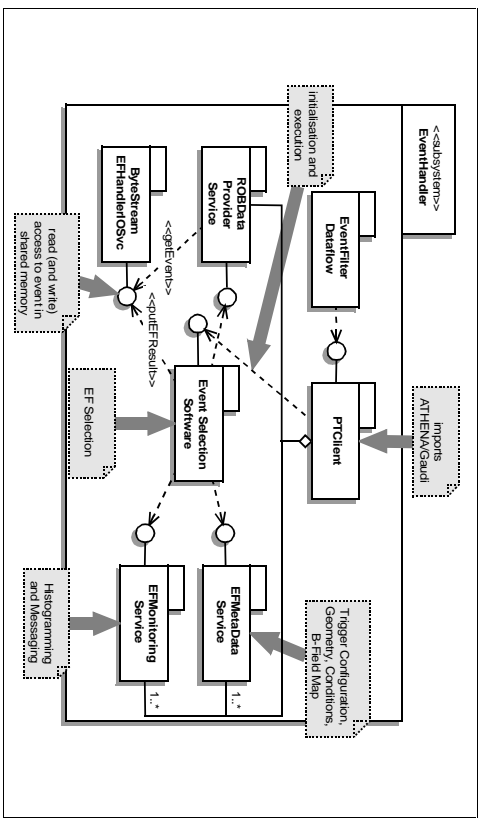 <<subsystem>>
EventHandler
imports
ATHENA/Gaudi
EventFilter
Dataflow
PTClient
initialisation and
execution
Trigger Configuration,
Geometry, Conditions,
B-Field Map
ROBData
Provider
Service
Event Selection
Software
EFMetaData
Service
1..*
<<getEvent>>
<<putEFResult>>
ByteStream
EFHandlerIOSvc
EFMonitoring
Service
1..*
read (and write)
access to event in
shared memory
EF Selection
Histogramming
and Messaging